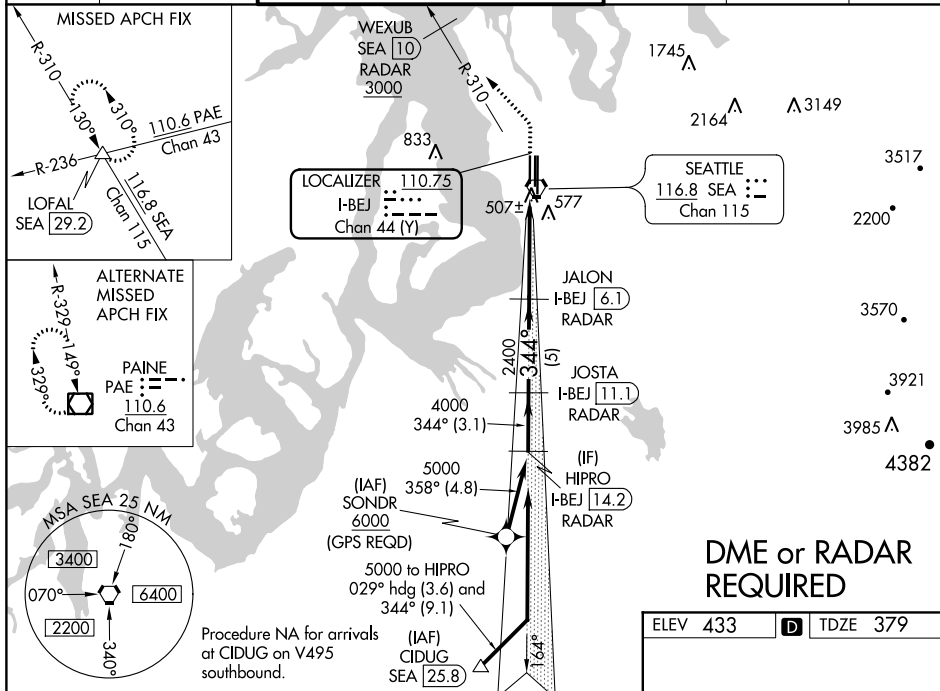 MISSED APCH FIX
R-310
130°
310°
110.6 PAE
Chan 43
R-236
LOFAL
SEA 29.2
116.8 SEA
Chan 115
ALTERNATE
MISSED
APCH FIX
R-329
149°
329°
PAINE
PAE
110.6
Chan 43
WEXUB
SEA 10
RADAR
3000
R-310
833
LOCALIZER 110.75
I-BEJ
Chan 44 (Y)
507±
577
SEATTLE
116.8 SEA
Chan 115
1745
2164
3149
3517
2200
3570
3921
3985
4382
JALON
I-BEJ 6.1
RADAR
2400
344°
(5)
JOSTA
I-BEJ 11.1
RADAR
4000
344° (3.1)
(IF)
HIPRO
I-BEJ 14.2
RADAR
5000
358° (4.8)
(IAF)
SONDR
6000
(GPS REQD)
5000 to HIPRO
029° hdg (3.6) and
344° (9.1)
(IAF)
CIDUG
SEA 25.8
164°
MSA SEA 25 NM
180°
3400
070°
6400
2200
340°
Procedure NA for arrivals
at CIDUG on V495
southbound.
DME or RADAR
REQUIRED
ELEV 433
D
TDZE 379